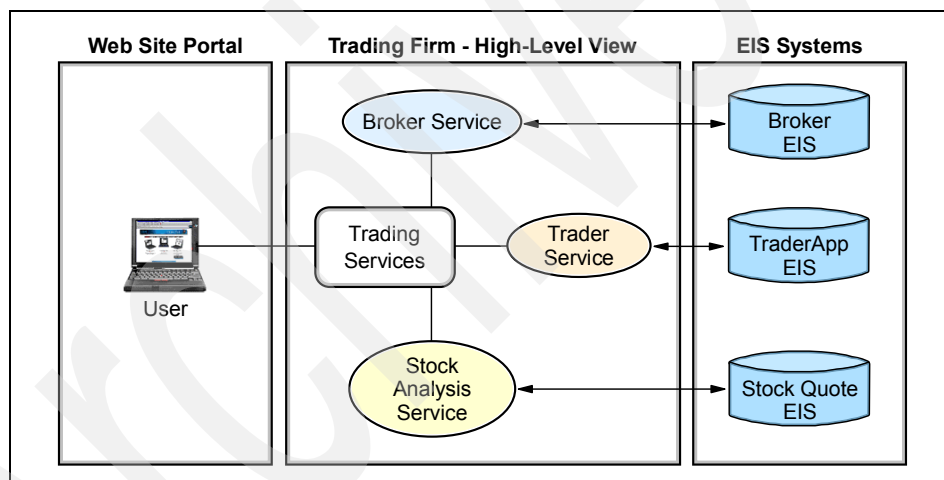 Web Site Portal
Trading Firm - High-Level View
EIS Systems
Broker Service
Broker
EIS
User
Trading
Services
Trader
Service
TraderApp
EIS
Stock
Analysis
Service
Stock Quote
EIS